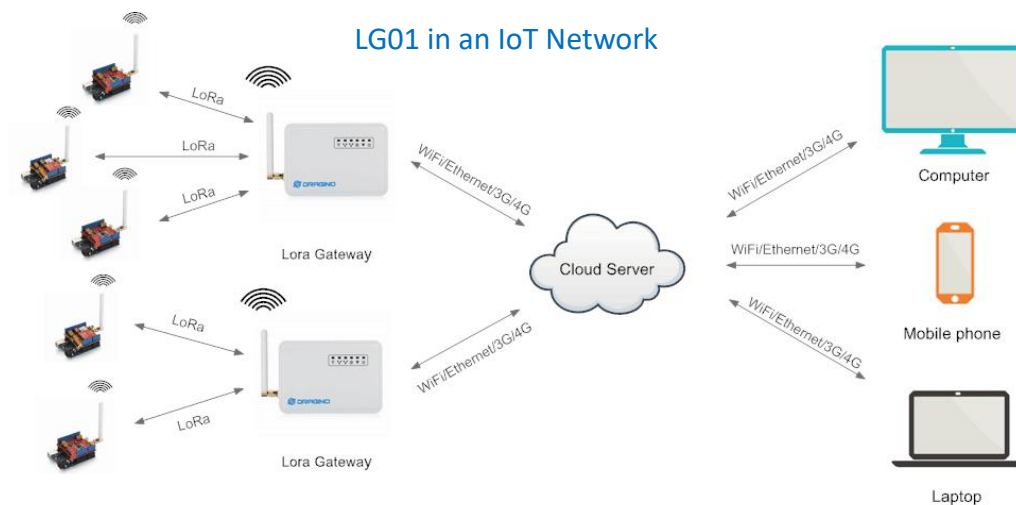 LG01 in an IoT Network
LoRa
LoRa
LoRa
DRAGINO
Lora Gateway
WiFi/Ethernet/3G/4G
LoRa
LoRa
DRAGINO
Lora Gateway
WiFi/Ethernet/3G/4G
Cloud Server
WiFi/Ethernet/3G/4G
Computer
WiFi/Ethernet/3G/4G
Mobile phone
WiFi/Ethernet/3G/4G
Laptop